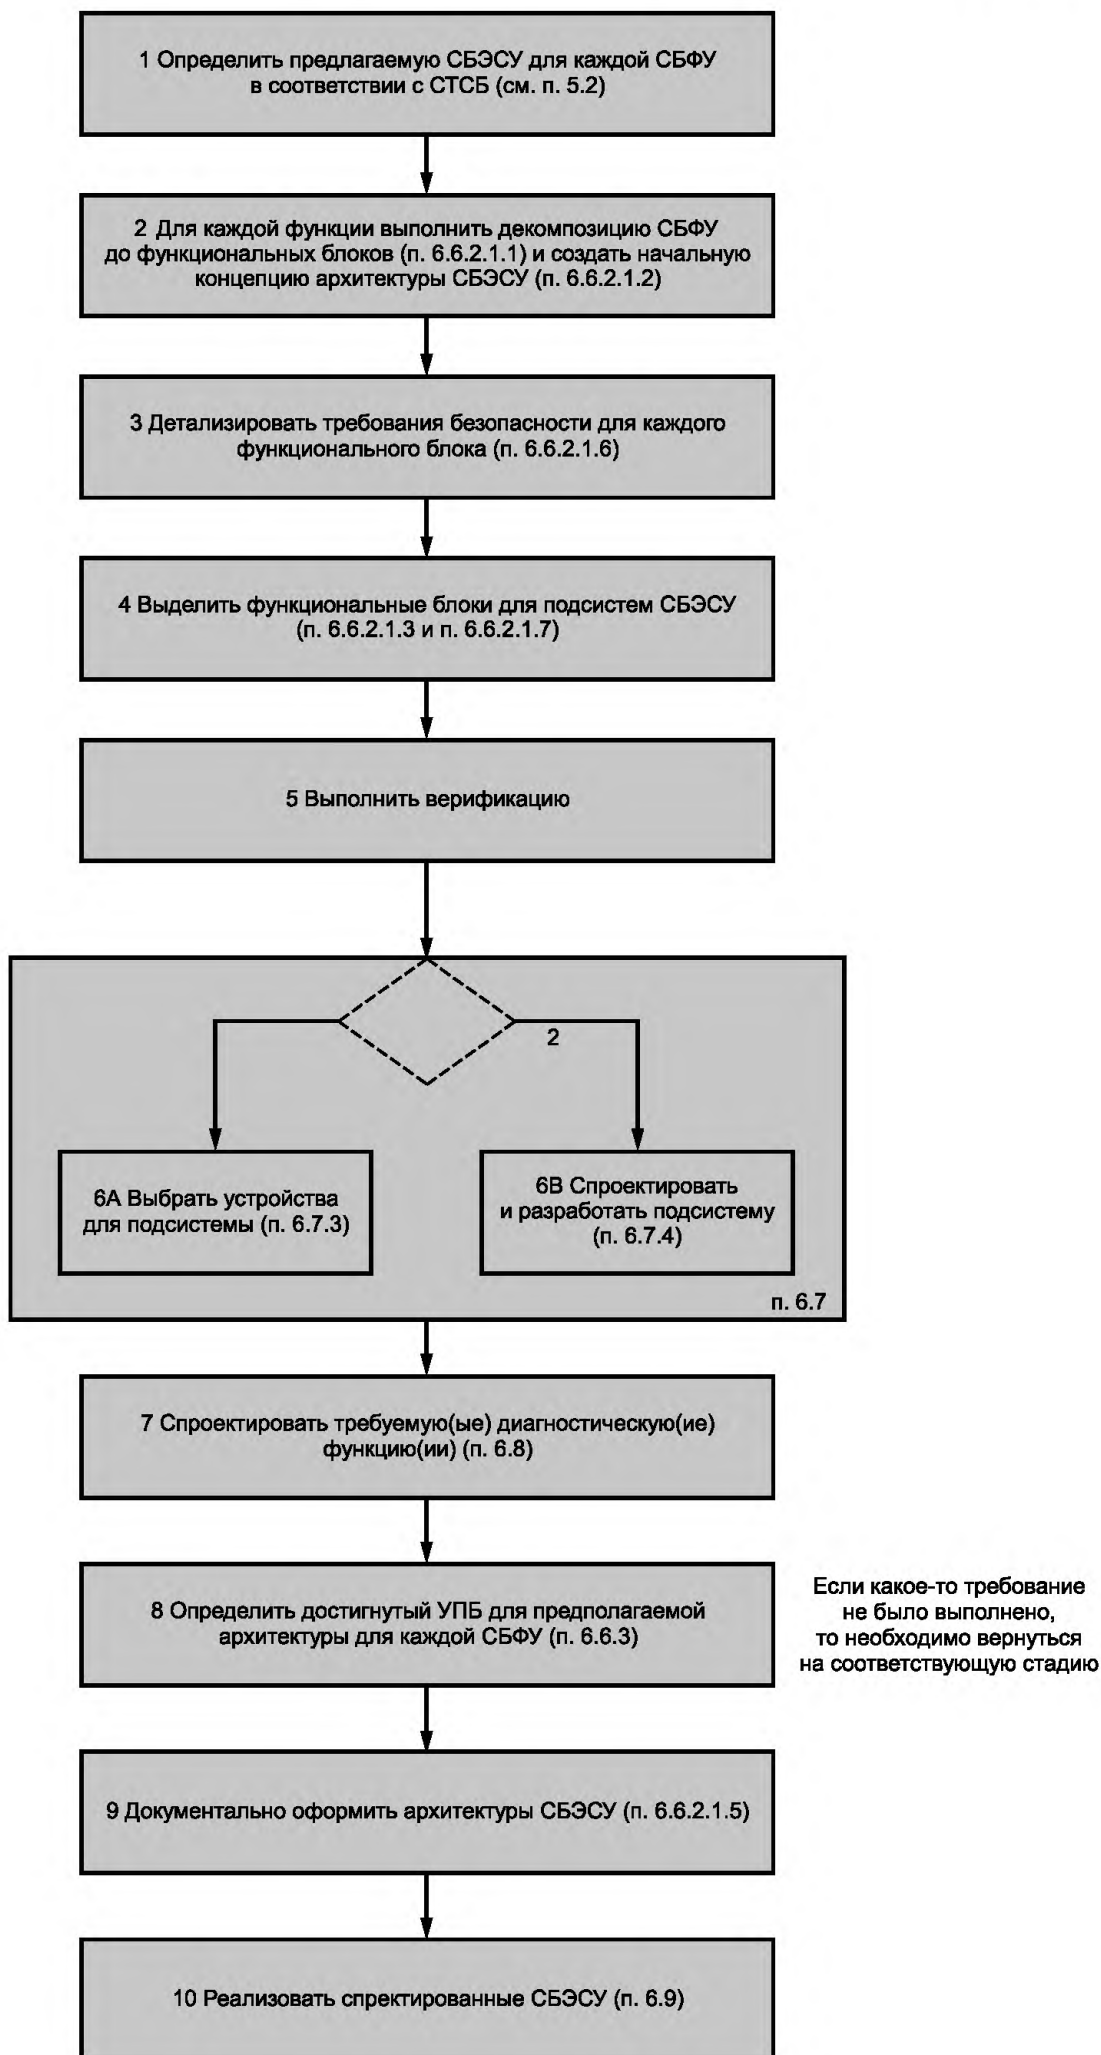 1 Определить предлагаемую СБЭСУ для каждой СБФУ
в соответствии с СТСБ (см. п. 5.2)
2 Для каждой функции выполнить декомпозицию СБФУ
до функциональных блоков (п. 6.6.2.1.1) и создать начальную
концепцию архитектуры СБЭСУ (п. 6.6.2.1.2)
3 Детализировать требования безопасности для каждого
функционального блока (п. 6.6.2.1.6)
4 Выделить функциональные блоки для подсистем СБЭСУ
(п. 6.6.2.1.3 и п. 6.6.2.1.7)
5 Выполнить верификацию
2
6А Выбрать устройства
для подсистемы (п. 6.7.3)
6В Спроектировать
и разработать подсистему
(п. 6.7.4)
п. 6.7
7 Спроектировать требуемую(ые) диагностическую(ие)
функцию(ии) (п. 6.8)
8 Определить достигнутый УПБ для предполагаемой
архитектуры для каждой СБФУ (п. 6.6.3)
Если какое-то требование
не было выполнено,
то необходимо вернуться
на соответствующую стадию
9 Документально оформить архитектуры СБЭСУ (п. 6.6.2.1.5)
10 Реализовать спректированные СБЭСУ (п. 6.9)